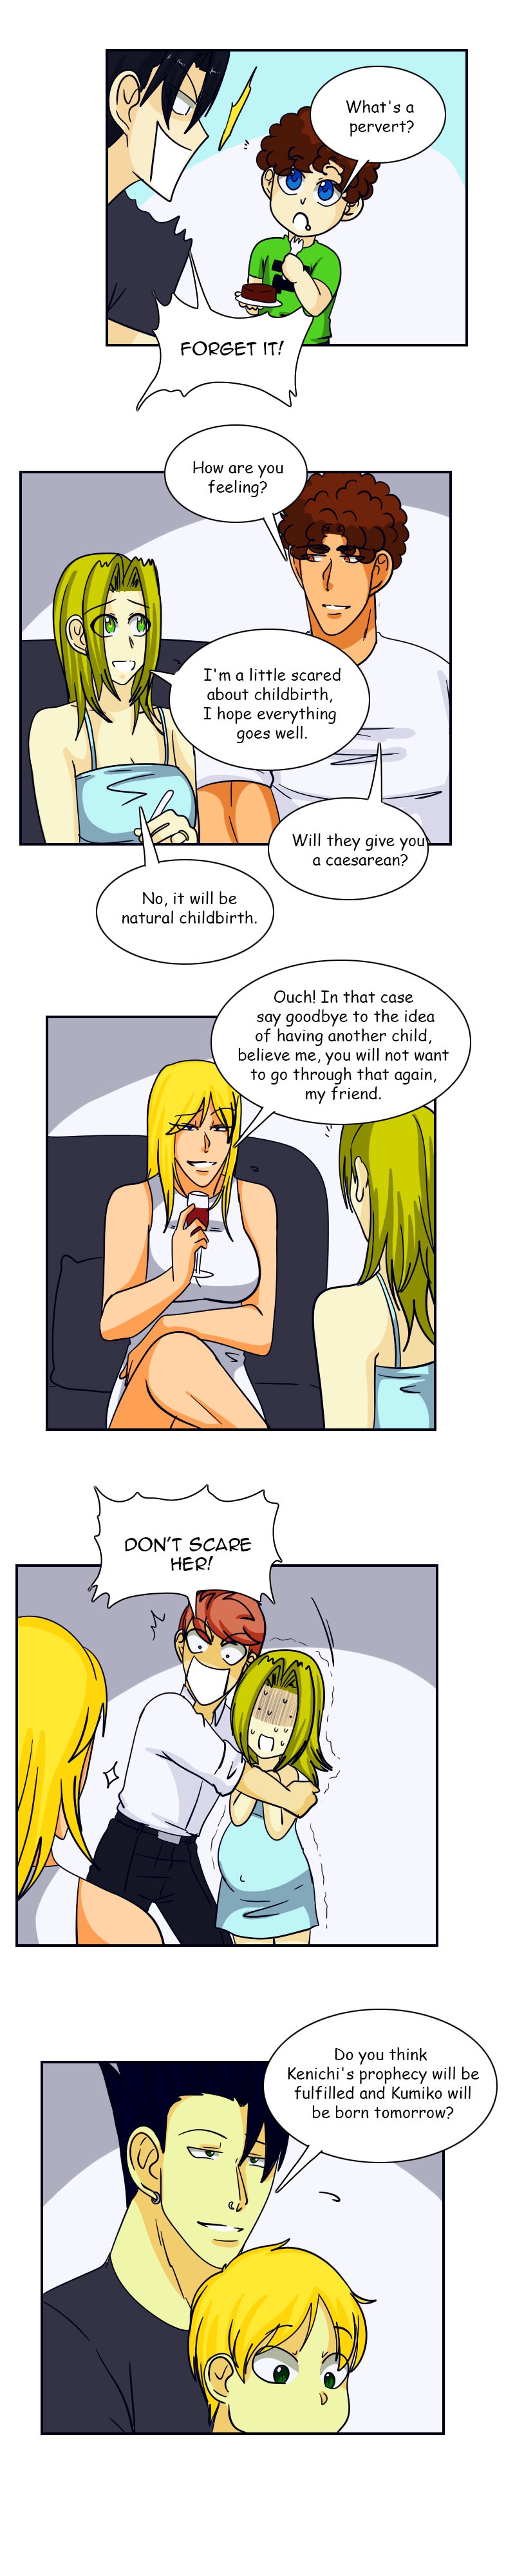 What's a
pervert?
FORGET IT!
How are you
feeling?
I'm a little scared
about childbirth,
I hope everything
goes well.
Will they give you
a caesarean?
No, it will be
natural childbirth.
Ouch! In that case
say goodbye to the idea
of having another child,
believe me, you will not want
to go through that again,
my friend.
DON'T SCARE
HER!
Do you think
Kenichi's prophecy will be
fulfilled and Kumiko will
be born tomorrow?